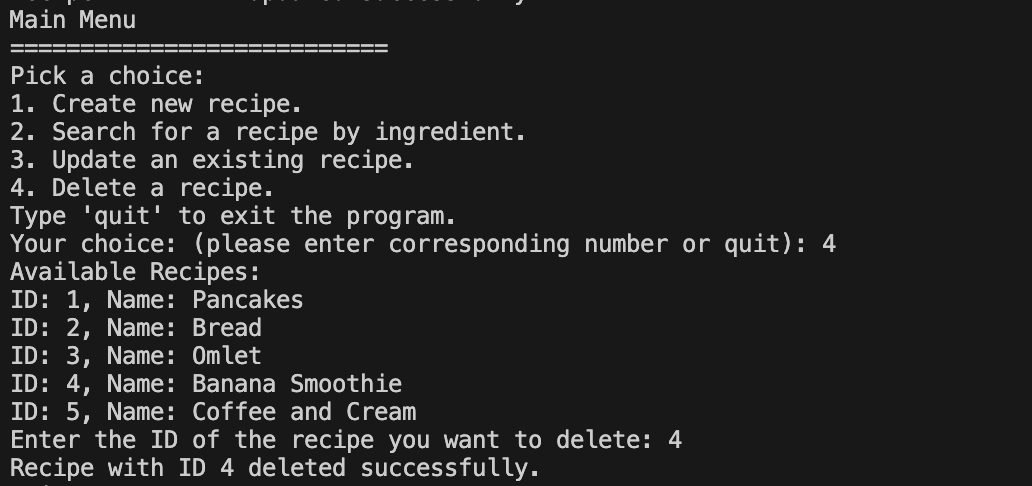 Main Menu
===========================
Pick a choice:
1. Create new recipe.
2. Search for a recipe by ingredient.
3. Update an existing recipe.
4. Delete a recipe.
Type 'quit' to exit the program.
Your choice: (please enter corresponding number or quit): 4
Available Recipes:
ID: 1, Name: Pancakes
ID: 2, Name: Bread
ID: 3, Name: Omlet
ID: 4, Name: Banana Smoothie
ID: 5, Name: Coffee and Cream
Enter the ID of the recipe you want to delete: 4
Recipe with ID 4 deleted successfully.